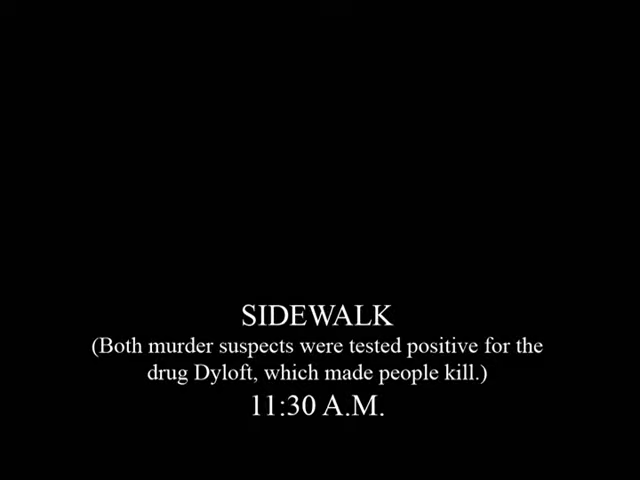 SIDEWALK
(Both murder suspects were tested positive for the
drug Dyloft, which made people kill.)
11:30 A.M.